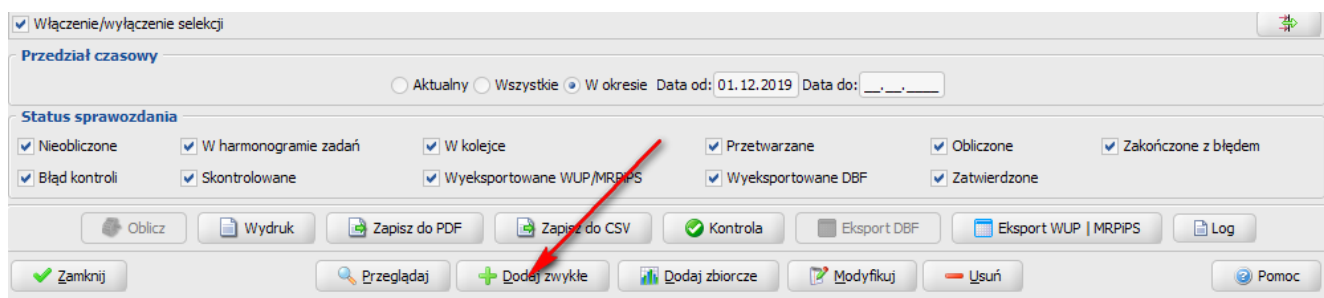 Włączenie/wyłączenie selekcji
Przedział czasowy
Aktualny Wszystkie W okresie Data od: 01.12.2019 Data do: __.__.____
Status sprawozdania
Nieobliczone W harmonogramie zadań W kolejce Przetwarzane Obliczone Zakończone z błędem
Błąd kontroli Skontrolowane Wyeksportowane WUP/MRPiPS Wyeksportowane DBF Zatwierdzone
Oblicz Wydruk Zapisz do PDF Zapisz do CSV Kontrola Eksport DBF Eksport WUP | MRPiPS Log
Zamknij Przeglądaj Dodaj zwykłe Dodaj zbiorcze Modyfikuj Usuń Pomoc